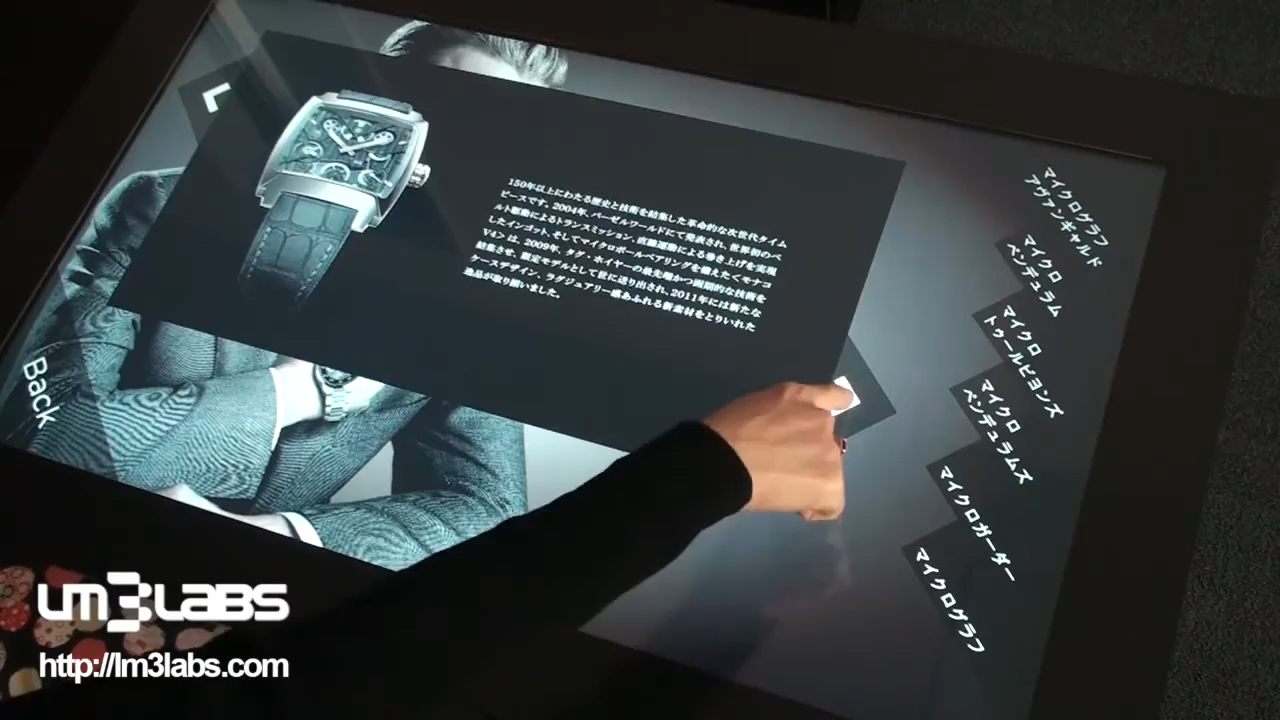 150年以上にわたる歴史と技術を結集した革命的な次世代タイム
ピースです。2004年、バーゼルワールドにて発表され、世界初のベ
ルト駆動によるトランスミッション、直動運動による巻き上げを実現
したインゴット、そしてマイクロボールベアリングを備えた<モナコ
V4>は、2009年、タグ・ホイヤーの最先端かつ画期的な技術を
結集させ、限定モデルとして世に送り出され、2011年には新たな
ケースデザイン、ラグジュアリー感あふれる新素材をとりいれた
逸品が取り揃いました。
マイクログラフ
アヴァンギャルド
マイクロ
ペンデュラム
マイクロ
トゥールビヨンズ
マイクロ
ペンデュラムズ
マイクロガーダー
マイクログラフ
Back
LM3LABS
http://lm3labs.com